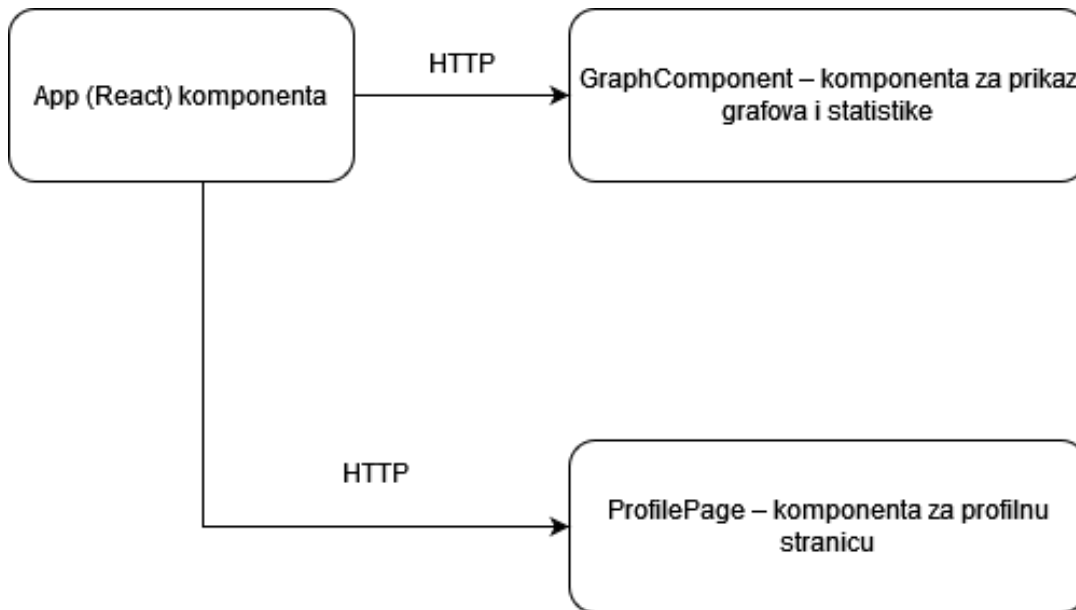 HTTP
App (React) komponenta
GraphComponent – komponenta za prikaz
grafova i statistike
HTTP
ProfilePage – komponenta za profilnu
stranicu